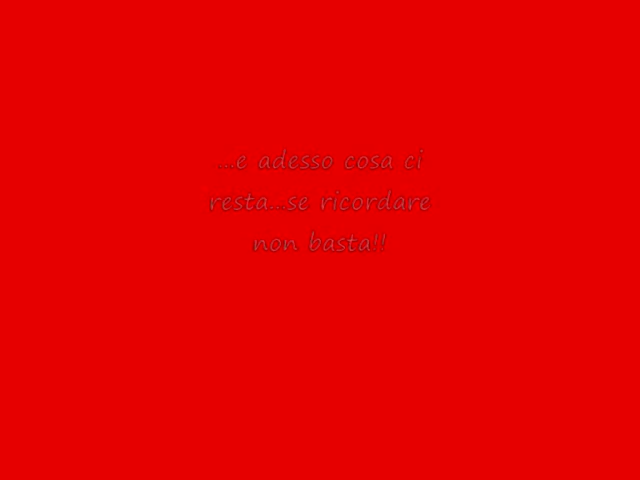 ...e adesso cosa ci
resta...se ricordare
non basta!!